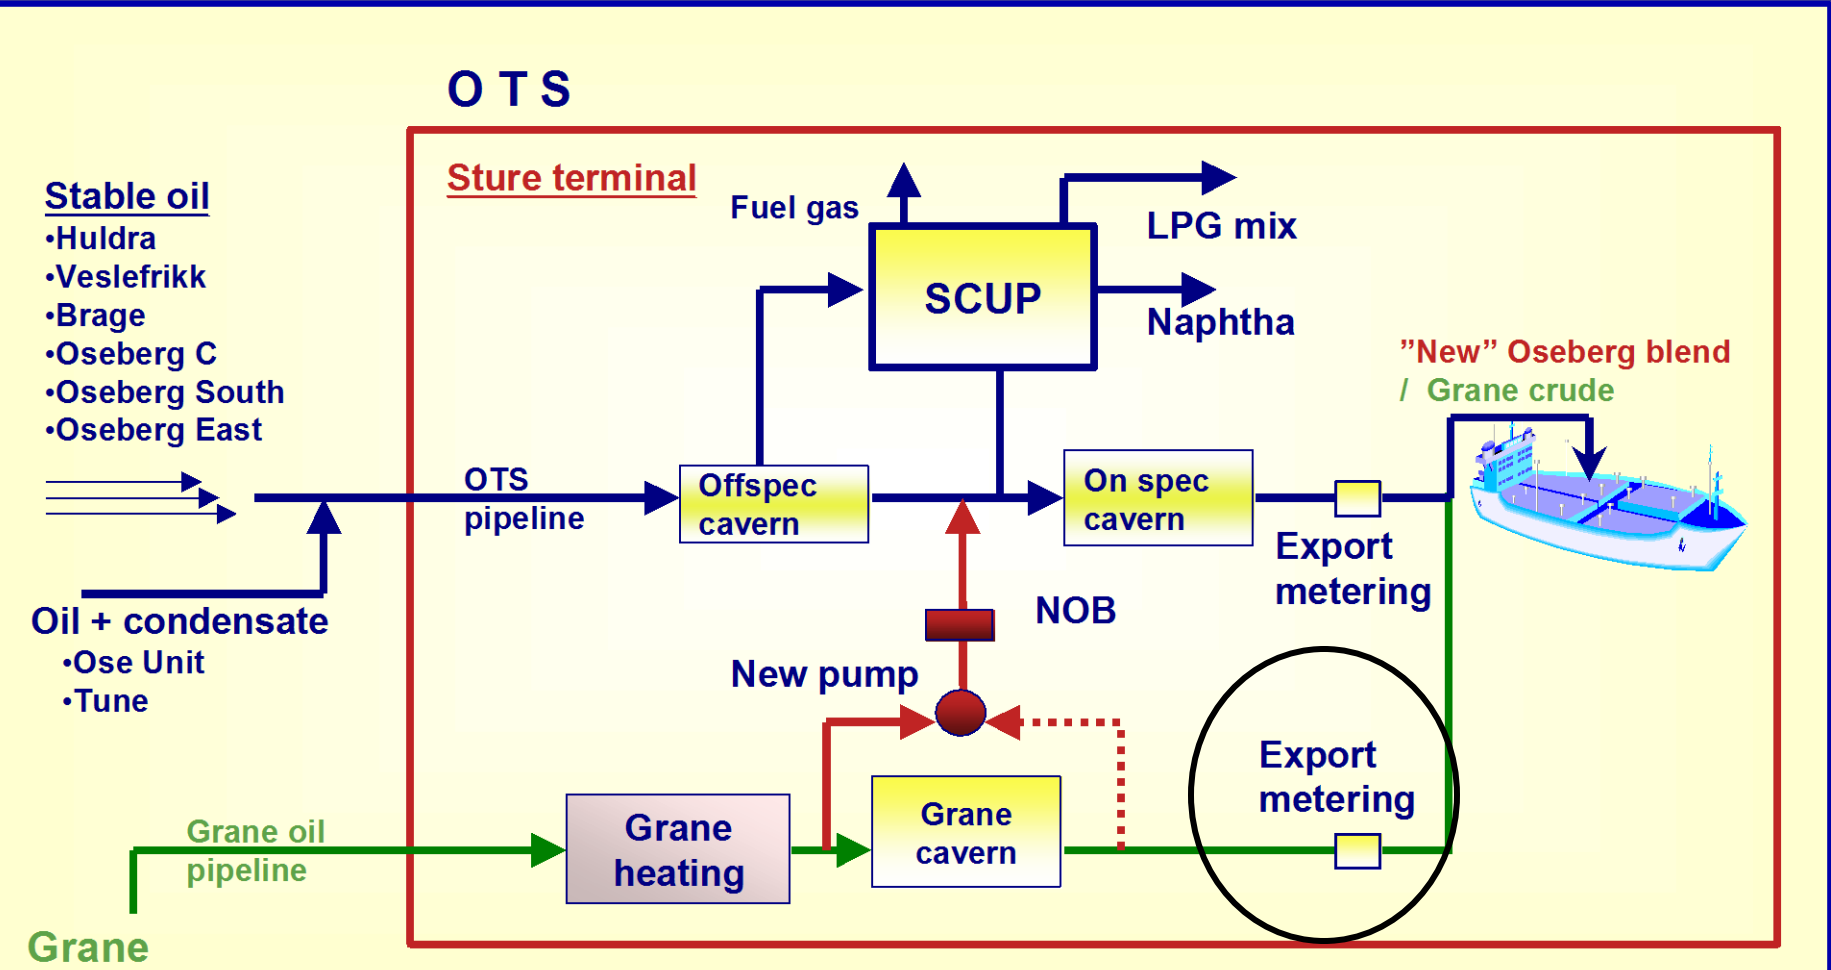 O T S
Sture terminal
Stable oil
•Huldra
•Veslefrikk
•Brage
•Oseberg C
•Oseberg South
•Oseberg East
Fuel gas
LPG mix
SCUP
Naphtha
”New” Oseberg blend
/ Grane crude
OTS
pipeline
Offspec
cavern
On spec
cavern
Export
metering
Oil + condensate
•Ose Unit
•Tune
NOB
New pump
Export
metering
Grane oil
pipeline
Grane
heating
Grane
cavern
Grane